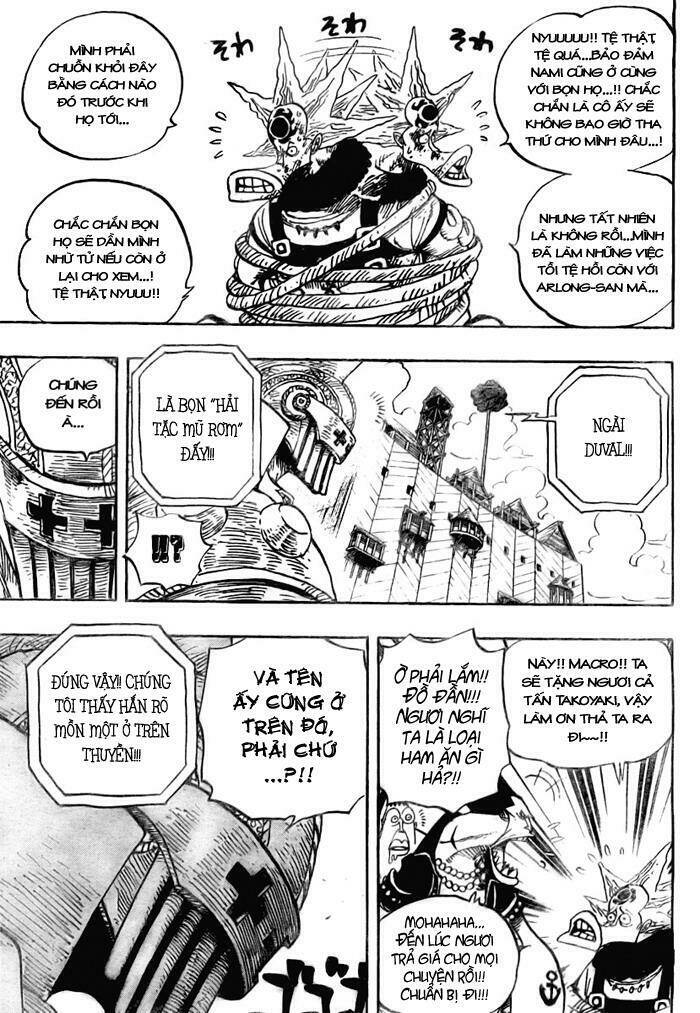 NYUUUUU!! TỆ THẬT,
TỆ QUÁ...BẢO ĐẢM
NAMI CŨNG Ở CÙNG
VỚI BỌN HỌ...!! CHẮC
CHẮN LÀ CÔ ẤY SẼ
KHÔNG BAO GIỜ THA
THỨ CHO MÌNH ĐÂU...!
NHƯNG TẤT NHIÊN
LÀ KHÔNG RỒI...MÌNH
ĐÃ LÀM NHỮNG VIỆC
TỒI TỆ HỒI CÒN VỚI
ARLONG-SAN MÀ...
それ
それ
MÌNH PHẢI
CHUỒN KHỎI ĐÂY
BẰNG CÁCH NÀO
ĐÓ TRƯỚC KHI
HỌ TỚI...
CHẮC CHẮN BỌN
HỌ SẼ DẦN MÌNH
NHỪ TỬ NẾU CÒN Ở
LẠI CHO XEM...!
TỆ THẬT, NYUUU!!
NGÀI
DUVAL!!!
LÀ BỌN "HẢI
TẶC MŨ RƠM"
ĐẤY!!!
H?
CHÚNG
ĐẾN RỒI
À...
NÀY!! MACRO!! TA
SẼ TẶNG NGƯƠI CẢ
TẤN TAKOYAKI, VẬY
LÀM ƠN THẢ TA RA
ĐI~~!!
Ờ PHẢI LẮM!!
ĐỒ ĐẦN!!!
NGƯƠI NGHĨ
TA LÀ LOẠI
HAM ĂN GÌ
HẢ?!!
MOHAHAHA...
ĐẾN LÚC NGƯƠI
TRẢ GIÁ CHO MỌI
CHUYỆN RỒI!!
CHUẨN BỊ ĐI!!!
VÀ TÊN
ẤY CŨNG Ở
TRÊN ĐÓ,
PHẢI CHỨ
...?!!
ĐÚNG VẬY!! CHÚNG
TÔI THẤY HẮN RÕ
MỒN MỘT Ở TRÊN
THUYỀN!!!